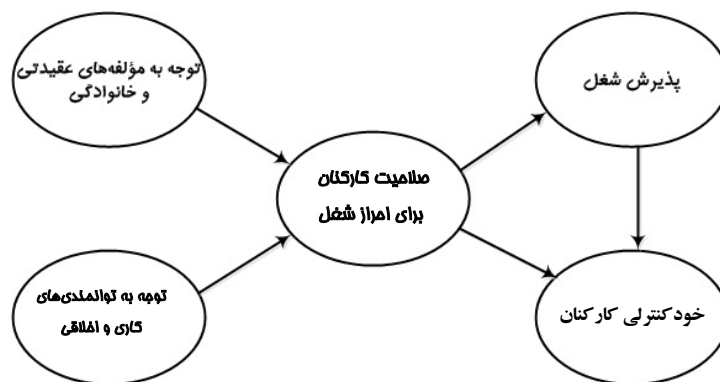 توجه به مؤلفه‌های عقیدتی
و خانوادگی
پذیرش شغل
صلاحیت کارکنان
برای احراز شغل
توجه به توانمندی‌های
کاری و اخلاقی
خودکنترلی کارکنان